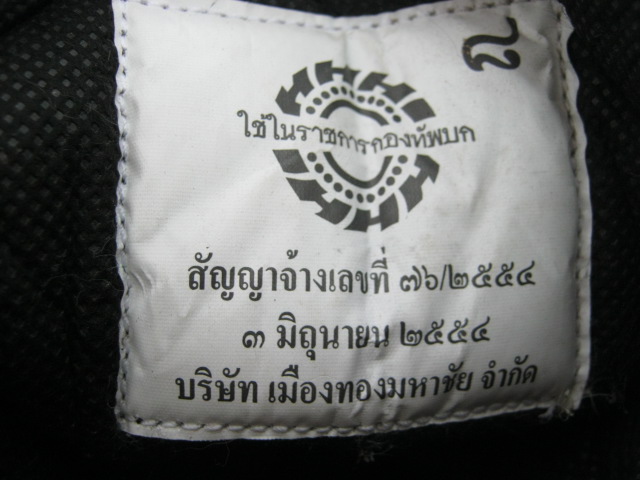 ๘
ใช้ในราชการกองทัพบก
สัญญาจ้างเลขที่ ๗๖/๒๕๕๔
๓ มิถุนายน ๒๕๕๔
บริษัท เมืองทองมหาชัย จำกัด